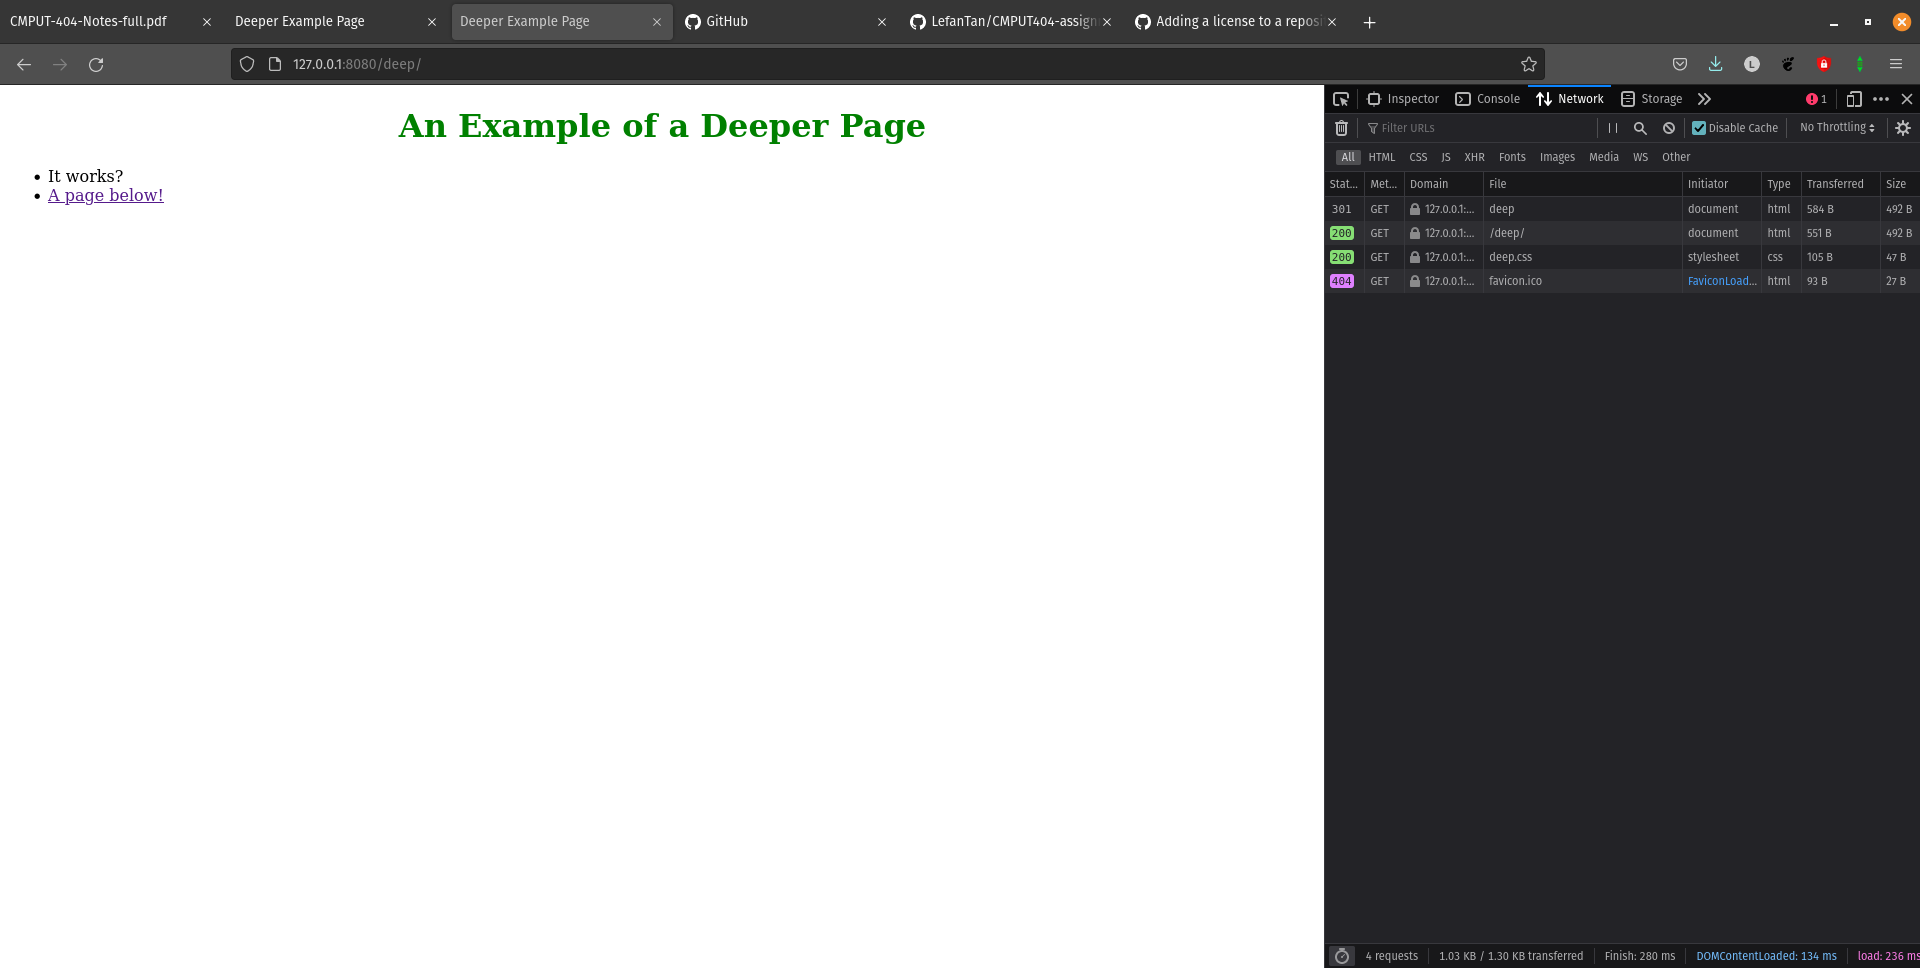 CMPUT-404-Notes-full.pdf
Deeper Example Page
Deeper Example Page
GitHub
LefanTan/CMPUT404-assign
Adding a license to a reposi
127.0.0.1:8080/deep/
L
An Example of a Deeper Page
• It works?
• A page below!
Inspector Console Network Storage 1
Filter URLs Disable Cache No Throttling
All HTML CSS JS XHR Fonts Images Media WS Other
Stat... Met... Domain File Initiator Type Transferred Size
301 GET 127.0.0.1:... deep document html 584 B 492 B
200 GET 127.0.0.1:... /deep/ document html 551 B 492 B
200 GET 127.0.0.1:... deep.css stylesheet css 105 B 47 B
404 GET 127.0.0.1:... favicon.ico FaviconLoad... html 93 B 27 B
4 requests 1.03 KB / 1.30 KB transferred Finish: 280 ms DOMContentLoaded: 134 ms load: 236 ms